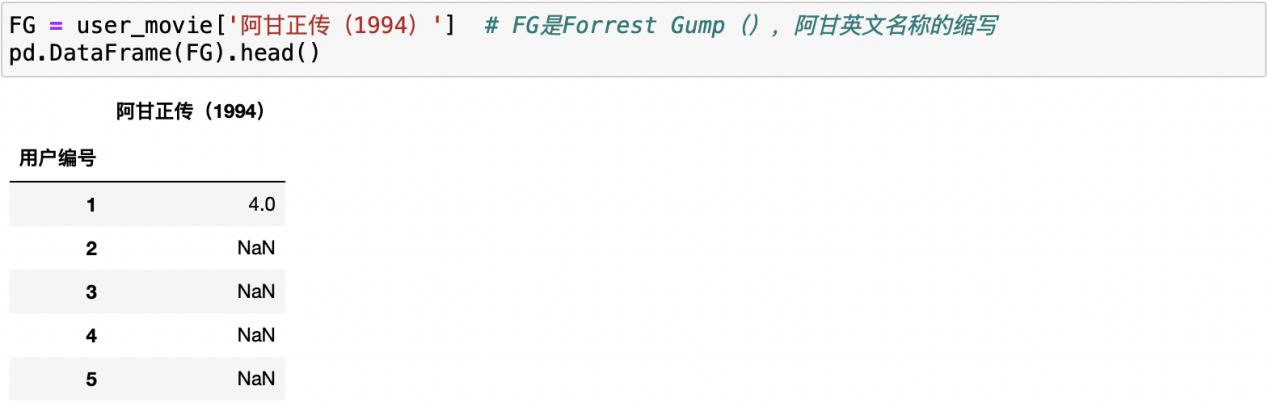 FG = user_movie['阿甘正传（1994）']  # FG是Forrest Gump（），阿甘英文名称的缩写
pd.DataFrame(FG).head()
阿甘正传（1994）
用户编号
1 4.0
2 NaN
3 NaN
4 NaN
5 NaN